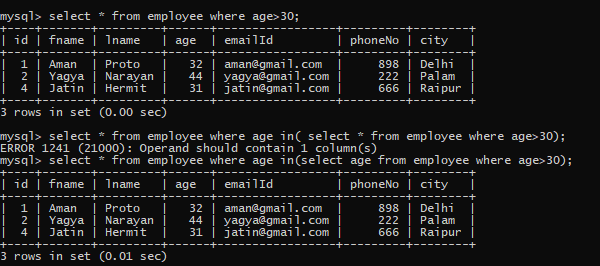 mysql> select * from employee where age>30;
+----+-------+---------+------+-----------------+---------+--------+
| id | fname | lname   | age  | emailId         | phoneNo | city   |
+----+-------+---------+------+-----------------+---------+--------+
|  1 | Aman  | Proto   |   32 | aman@gmail.com  |     898 | Delhi  |
|  2 | Yagya | Narayan |   44 | yagya@gmail.com |     222 | Palam  |
|  4 | Jatin | Hermit  |   31 | jatin@gmail.com |     666 | Raipur |
+----+-------+---------+------+-----------------+---------+--------+
3 rows in set (0.00 sec)
mysql> select * from employee where age in( select * from employee where age>30);
ERROR 1241 (21000): Operand should contain 1 column(s)
mysql> select * from employee where age in(select age from employee where age>30);
+----+-------+---------+------+-----------------+---------+--------+
| id | fname | lname   | age  | emailId         | phoneNo | city   |
+----+-------+---------+------+-----------------+---------+--------+
|  1 | Aman  | Proto   |   32 | aman@gmail.com  |     898 | Delhi  |
|  2 | Yagya | Narayan |   44 | yagya@gmail.com |     222 | Palam  |
|  4 | Jatin | Hermit  |   31 | jatin@gmail.com |     666 | Raipur |
+----+-------+---------+------+-----------------+---------+--------+
3 rows in set (0.01 sec)